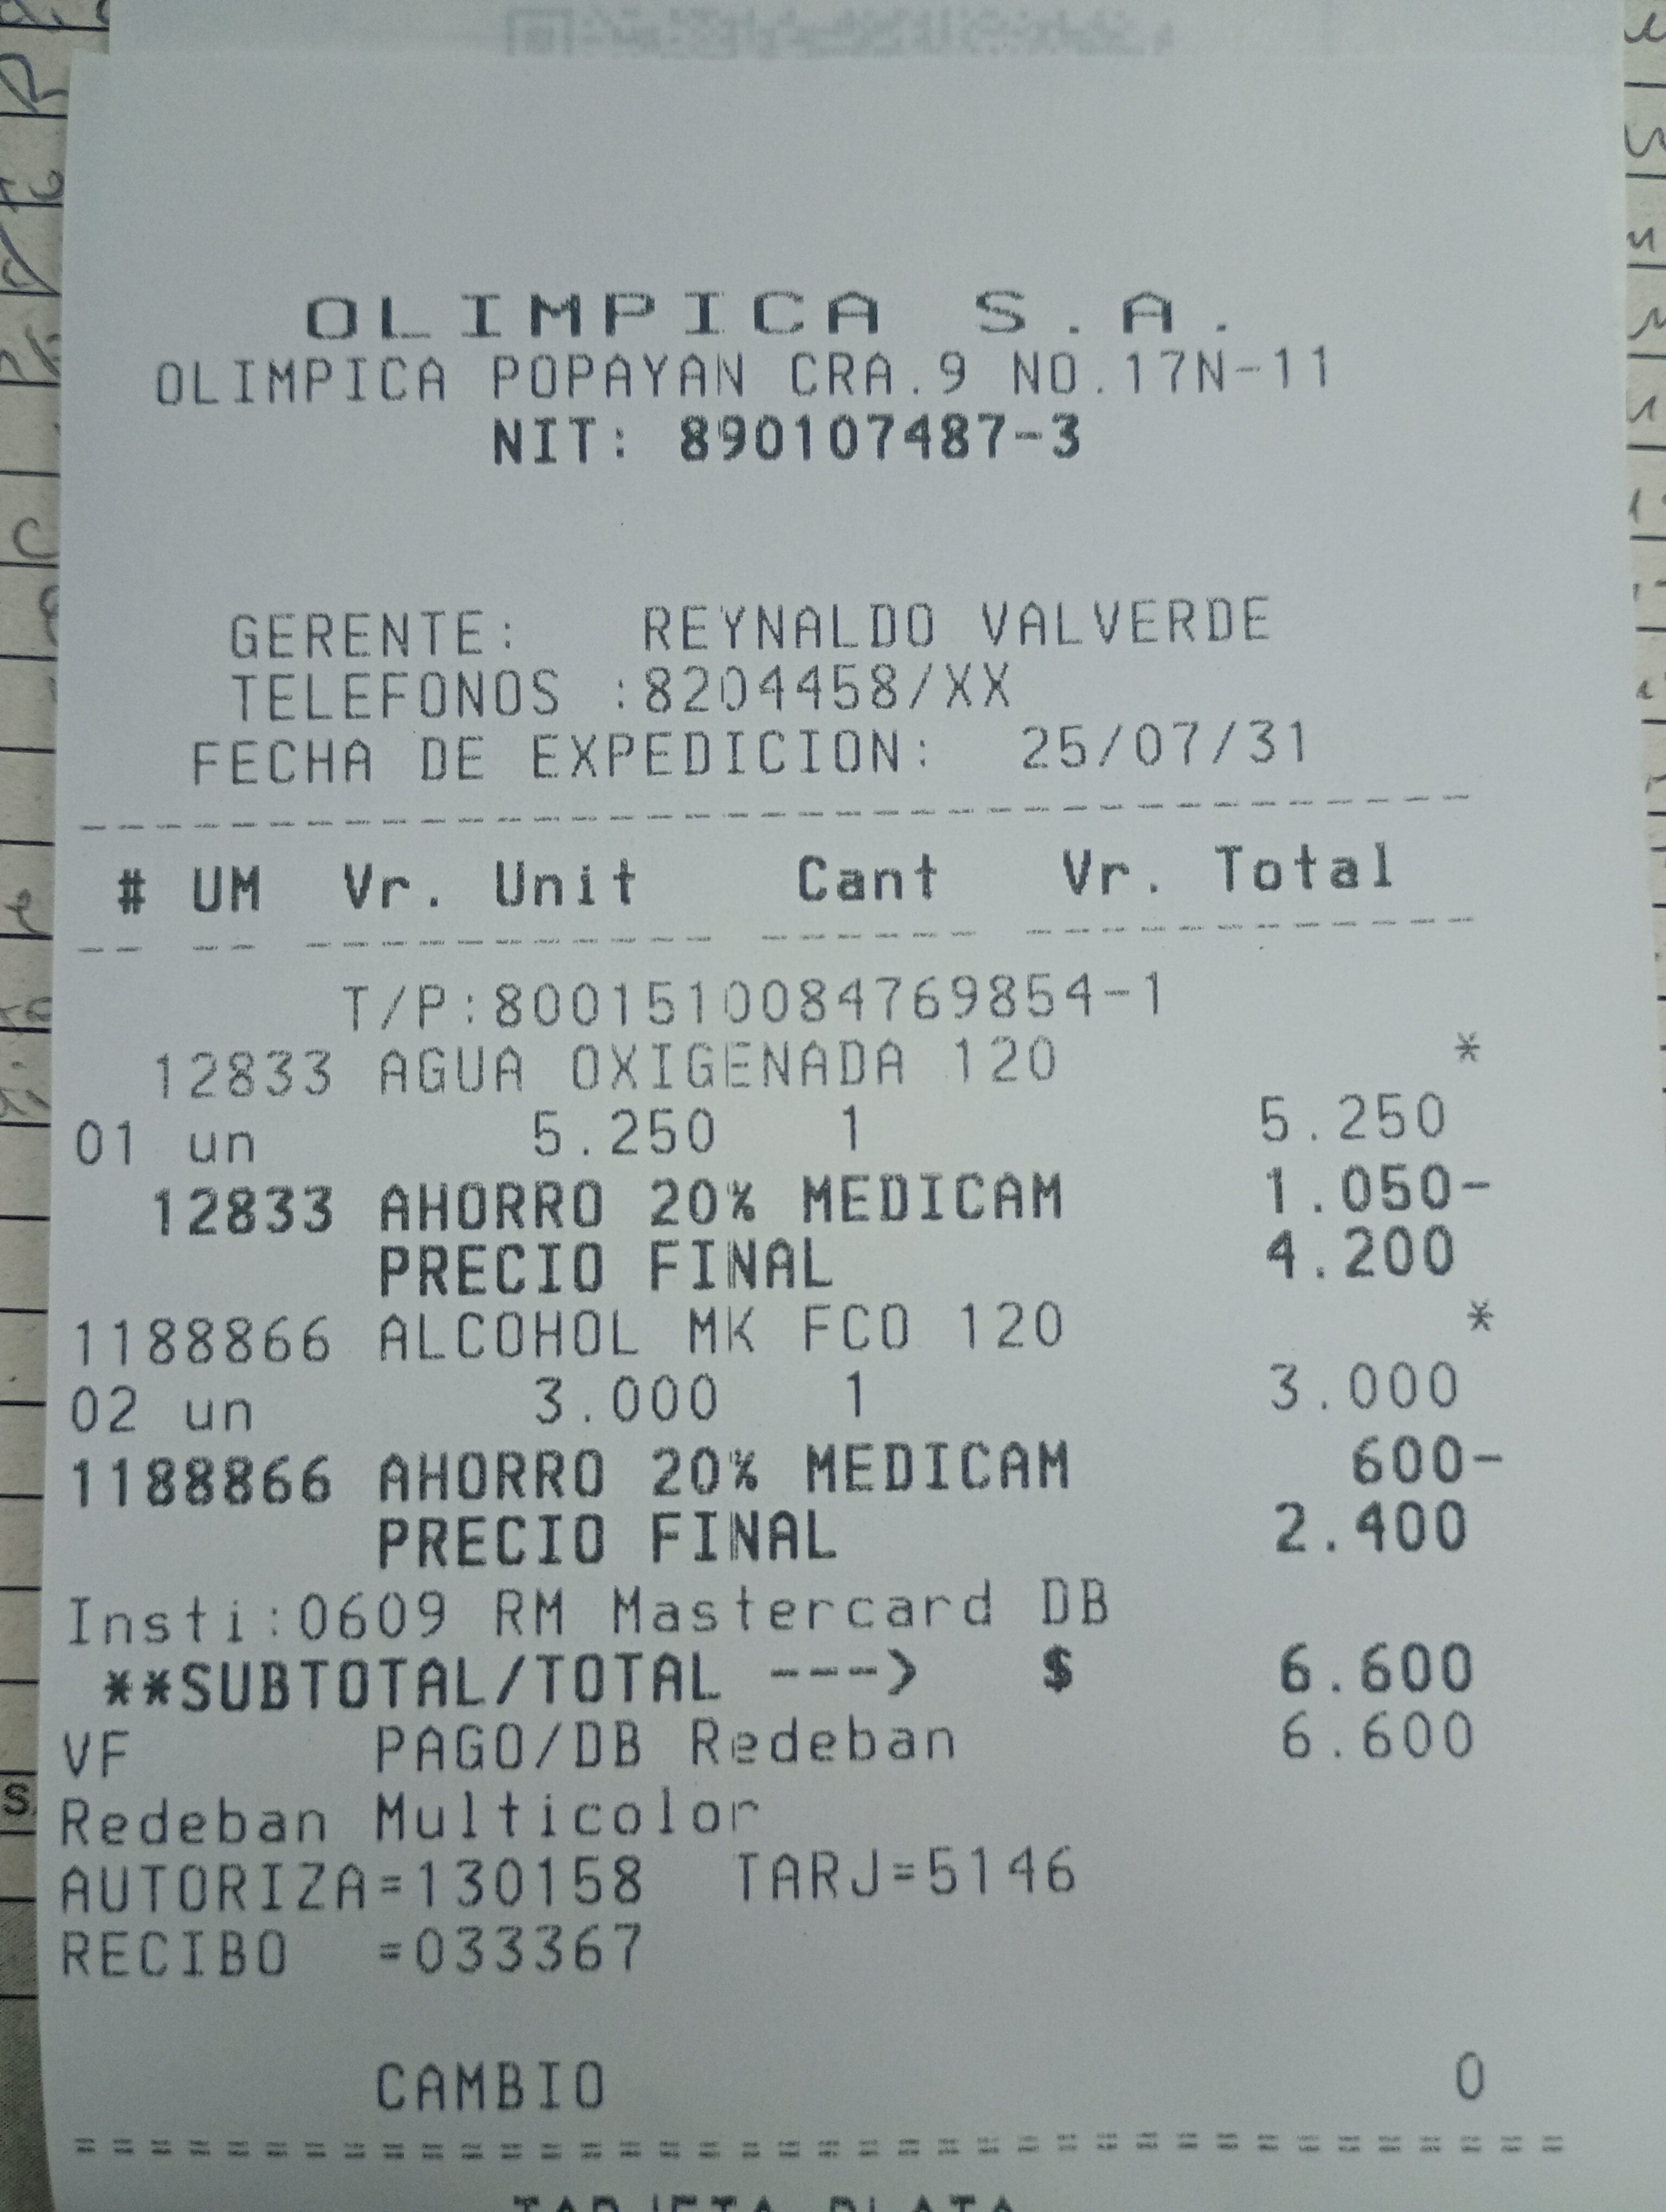 OLIMPICA S.A.
OLIMPICA POPAYAN CRA.9 NO.17N-11
NIT: 890107487-3
GERENTE: REYNALDO VALVERDE
TELEFONOS :8204458/XX
FECHA DE EXPEDICION: 25/07/31
# UM Vr. Unit Cant Vr. Total
T/P:8001510084769854-1
12833 AGUA OXIGENADA 120 *
01 un 5.250 1 5.250
12833 AHORRO 20% MEDICAM 1.050-
PRECIO FINAL 4.200
1188866 ALCOHOL MK FCO 120 *
02 un 3.000 1 3.000
1188866 AHORRO 20% MEDICAM 600-
PRECIO FINAL 2.400
Insti:0609 RM Mastercard DB
**SUBTOTAL/TOTAL ---> $ 6.600
VF PAGO/DB Redeban 6.600
Redeban Multicolor
AUTORIZA=130158 TARJ=5146
RECIBO =033367
CAMBIO 0
TARJETA PLATA